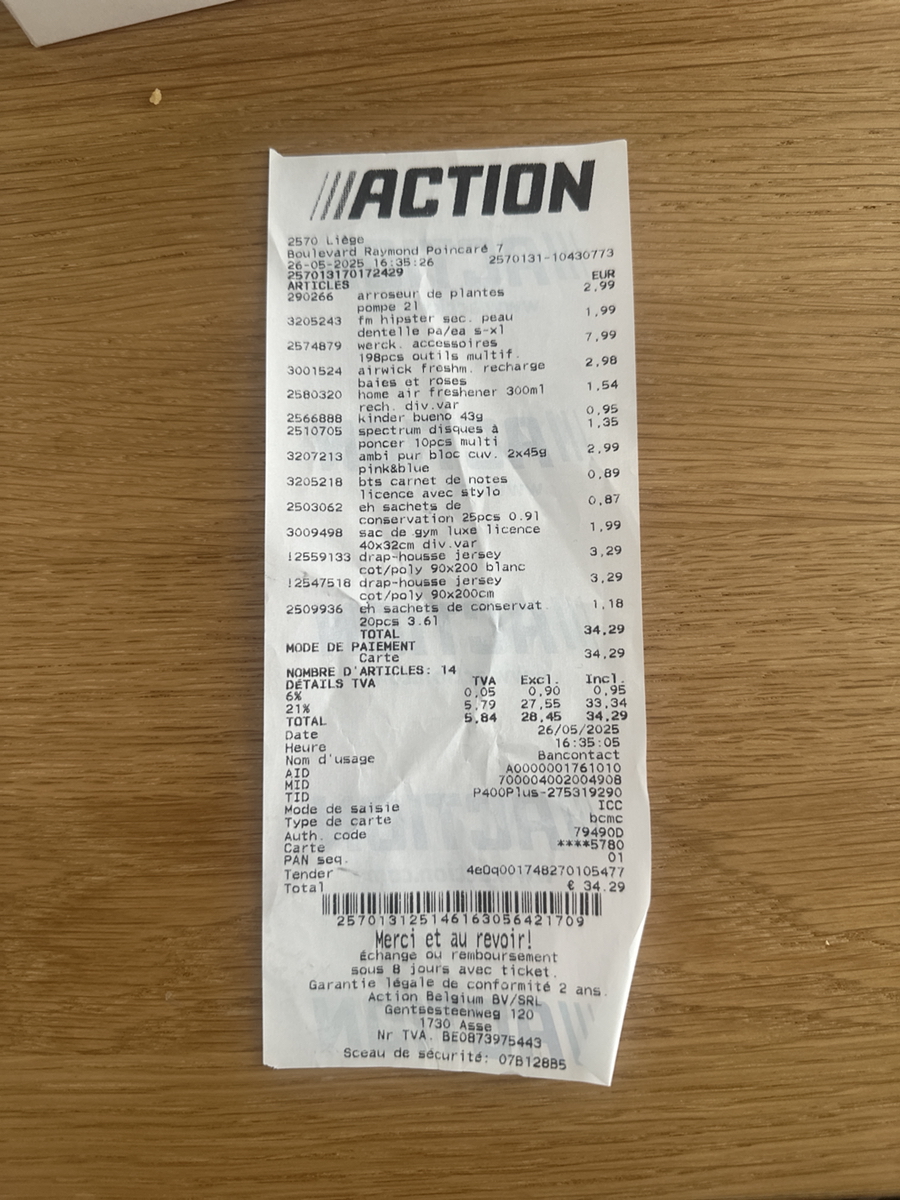 ///ACTION
2570 Liège
Boulevard Raymond Poincaré 7
26-05-2025 16:35:26 2570131-10430773
257013170172429
ARTICLES EUR
290266 arroseur de plantes 2,99
pompe 2l
3205243 fm hipster sec. peau 1,99
dentelle pa/ea s-xl
2574879 werck. accessoires 7,99
198pcs outils multif.
3001524 airwick freshm. recharge 2,98
baies et roses
2580320 home air freshener 300ml 1,54
rech. div.var
2566888 kinder bueno 43g 0,95
2510705 spectrum disques à 1,35
poncer 10pcs multi
3207213 ambi pur bloc cuv. 2x45g 2,99
pink&blue
3205218 bts carnet de notes 0,89
licence avec stylo
2503062 eh sachets de 0,87
conservation 25pcs 0.9l
3009498 sac de gym luxe licence 1,99
40x32cm div.var
!2559133 drap-housse jersey 3,29
cot/poly 90x200 blanc
!2547518 drap-housse jersey 3,29
cot/poly 90x200cm
2509936 eh sachets de conservat. 1,18
20pcs 3.6l
TOTAL 34,29
MODE DE PAIEMENT
Carte 34,29
NOMBRE D'ARTICLES: 14
DÉTAILS TVA TVA Excl. Incl.
6% 0,05 0,90 0,95
21% 5,79 27,55 33,34
TOTAL 5,84 28,45 34,29
Date 26/05/2025
Heure 16:35:05
Nom d'usage Bancontact
AID A0000001761010
MID 700004002004908
TID P400Plus-275319290
Mode de saisie ICC
Type de carte bcmc
Auth. code 79490D
Carte ****5780
PAN seq. 01
Tender 4e0q001748270105477
Total € 34.29
257013125146163056421709
Merci et au revoir!
Échange ou remboursement
sous 8 jours avec ticket.
Garantie légale de conformité 2 ans.
Action Belgium BV/SRL
Gentsesteenweg 120
1730 Asse
Nr TVA. BE0873975443
Sceau de sécurité: 07B128B5